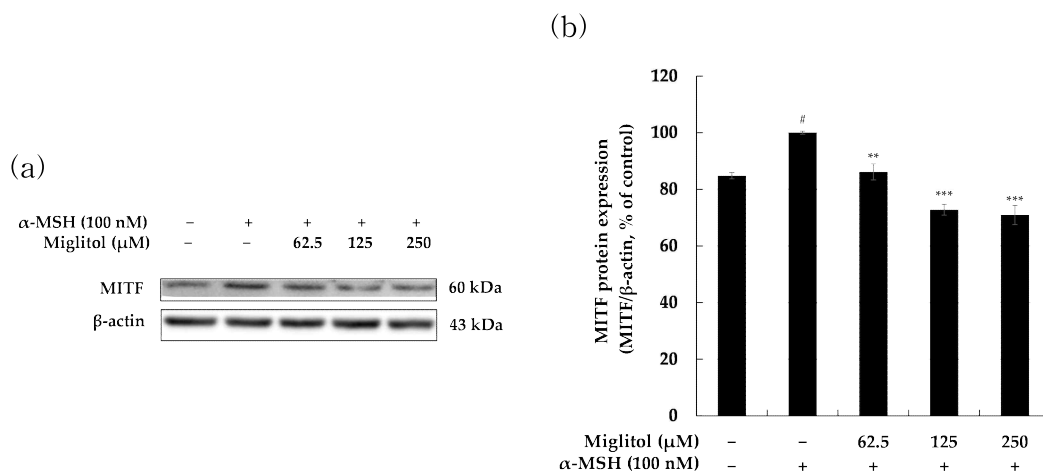 (a)
α-MSH (100 nM) – + + + +
Miglitol (μM) – – 62.5 125 250
MITF 60 kDa
β-actin 43 kDa
(b)
MITF protein expression
(MITF/β-actin, % of control)
120
100
80
60
40
20
0
#
**
***
***
Miglitol (μM) – – 62.5 125 250
α-MSH (100 nM) – + + + +